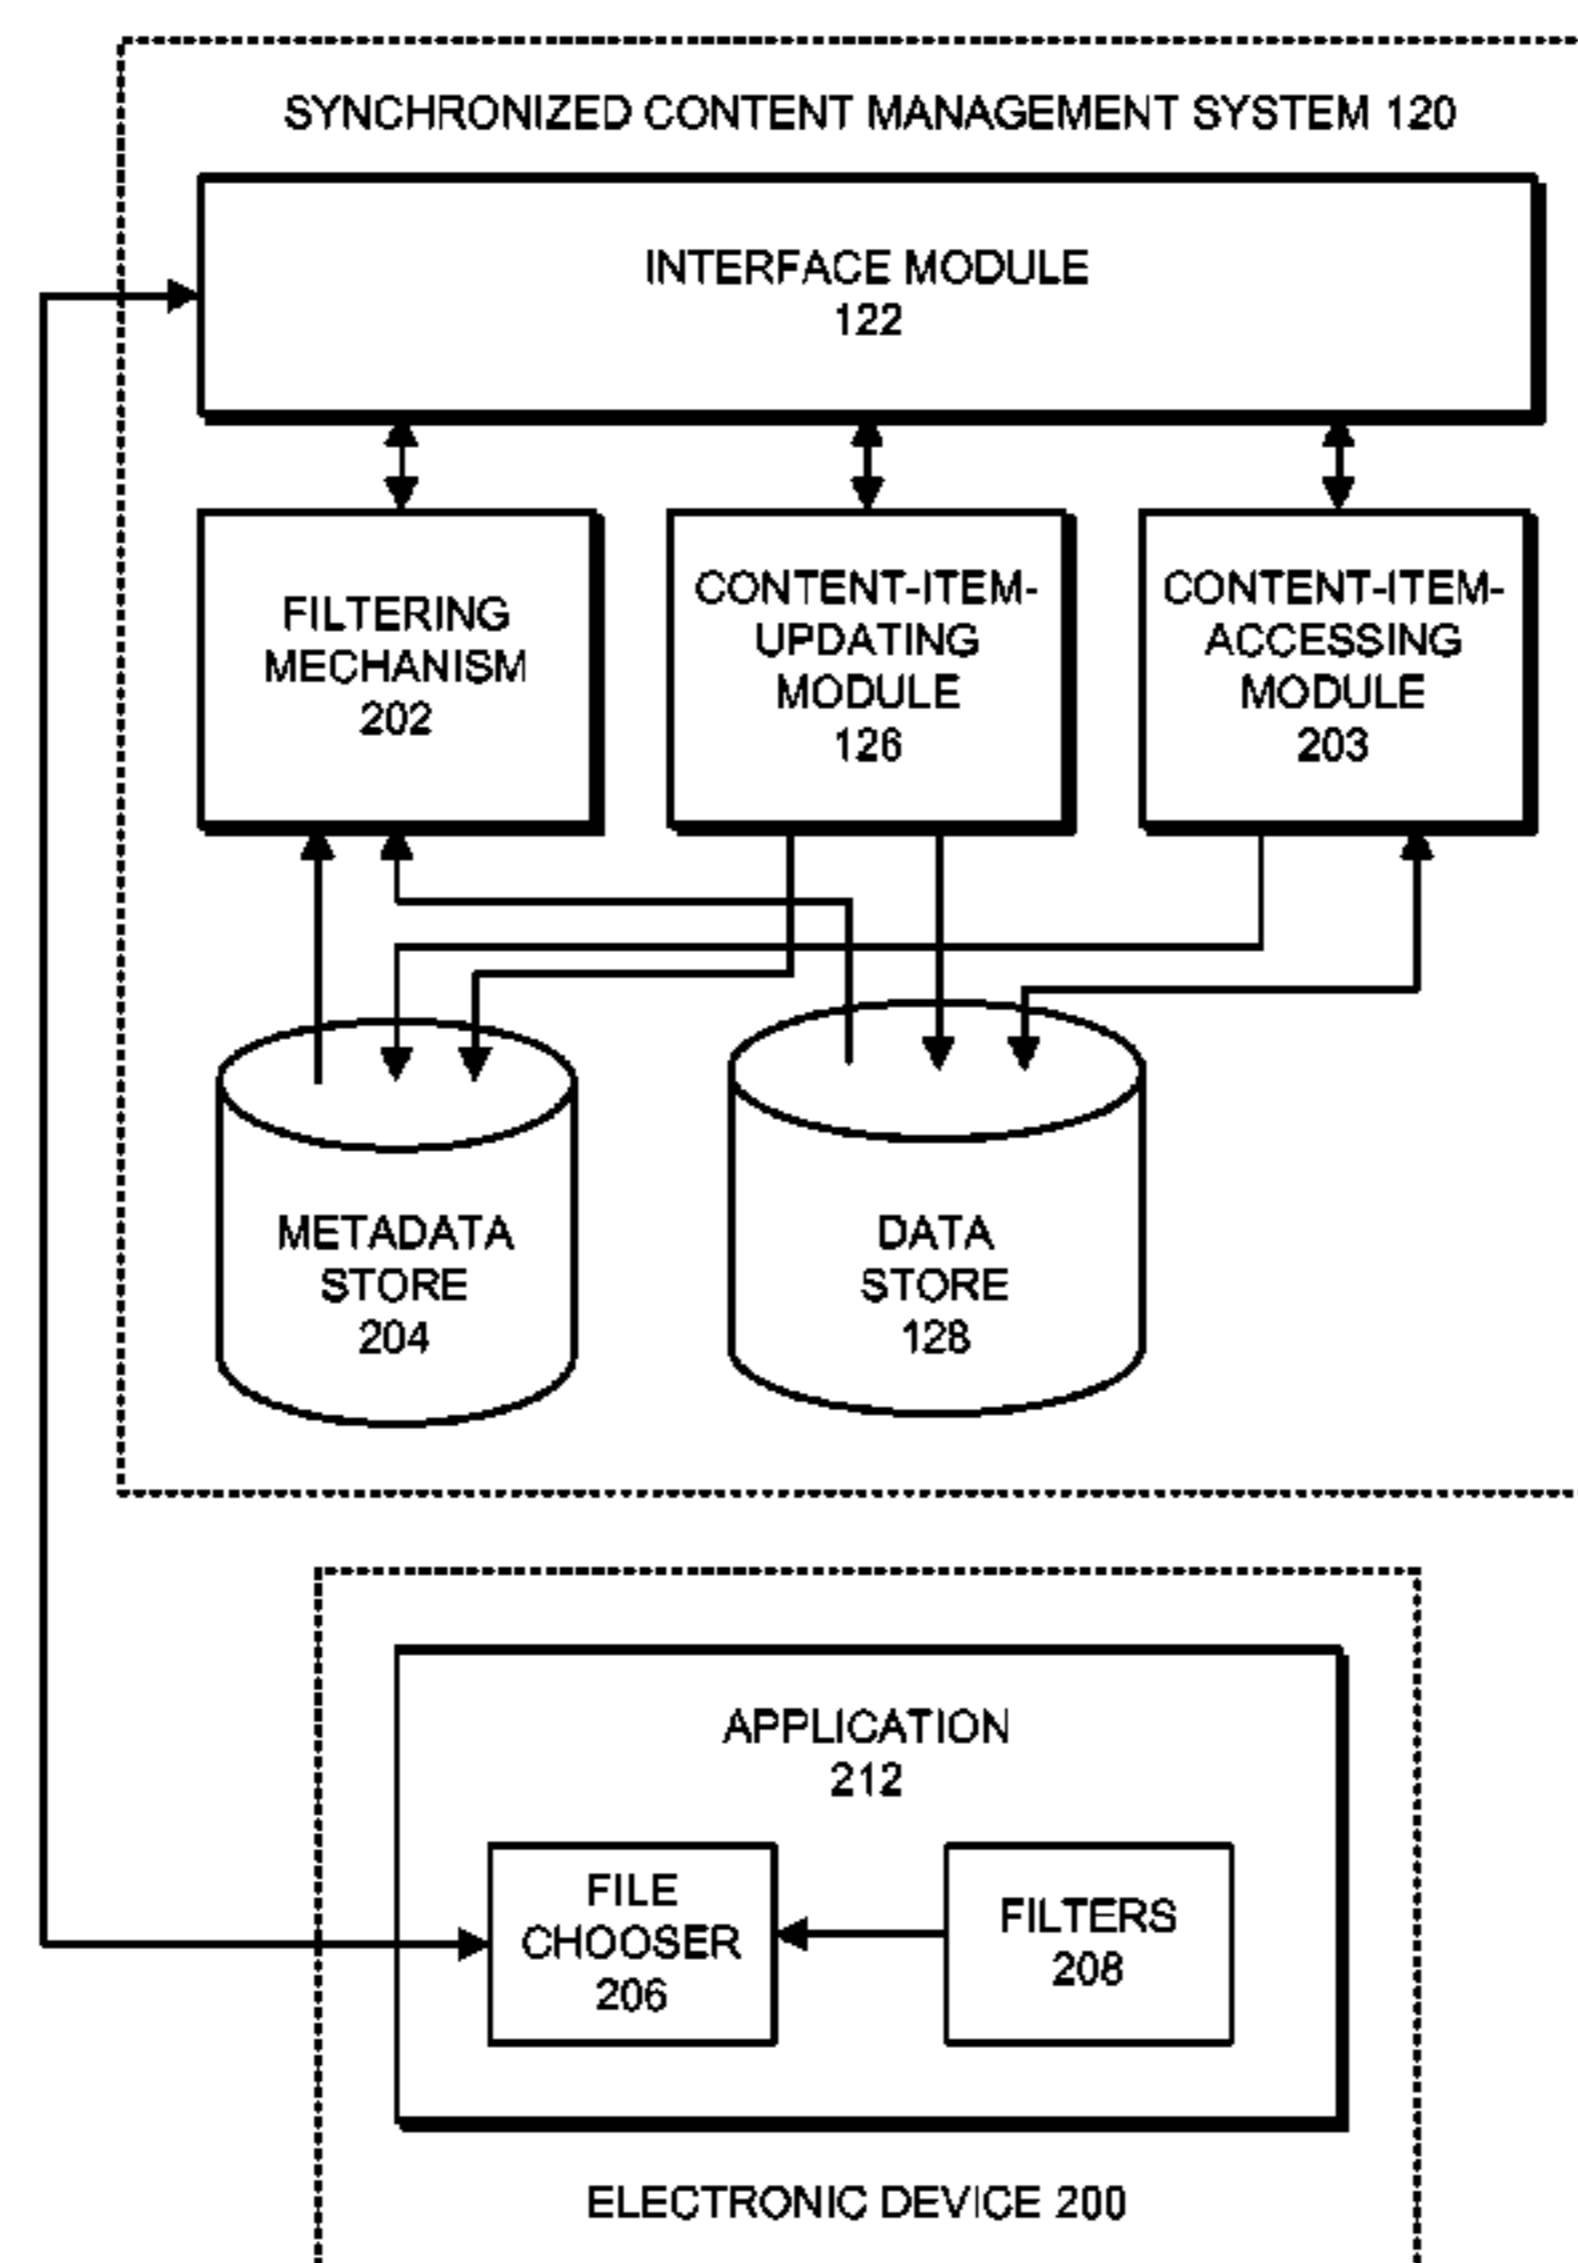 SYNCHRONIZED CONTENT MANAGEMENT SYSTEM 120
INTERFACE MODULE
122
FILTERING
MECHANISM
202
CONTENT-ITEM-
UPDATING
MODULE
126
CONTENT-ITEM-
ACCESSING
MODULE
203
METADATA
STORE
204
DATA
STORE
128
APPLICATION
212
FILE
CHOOSER
206
FILTERS
208
ELECTRONIC DEVICE 200